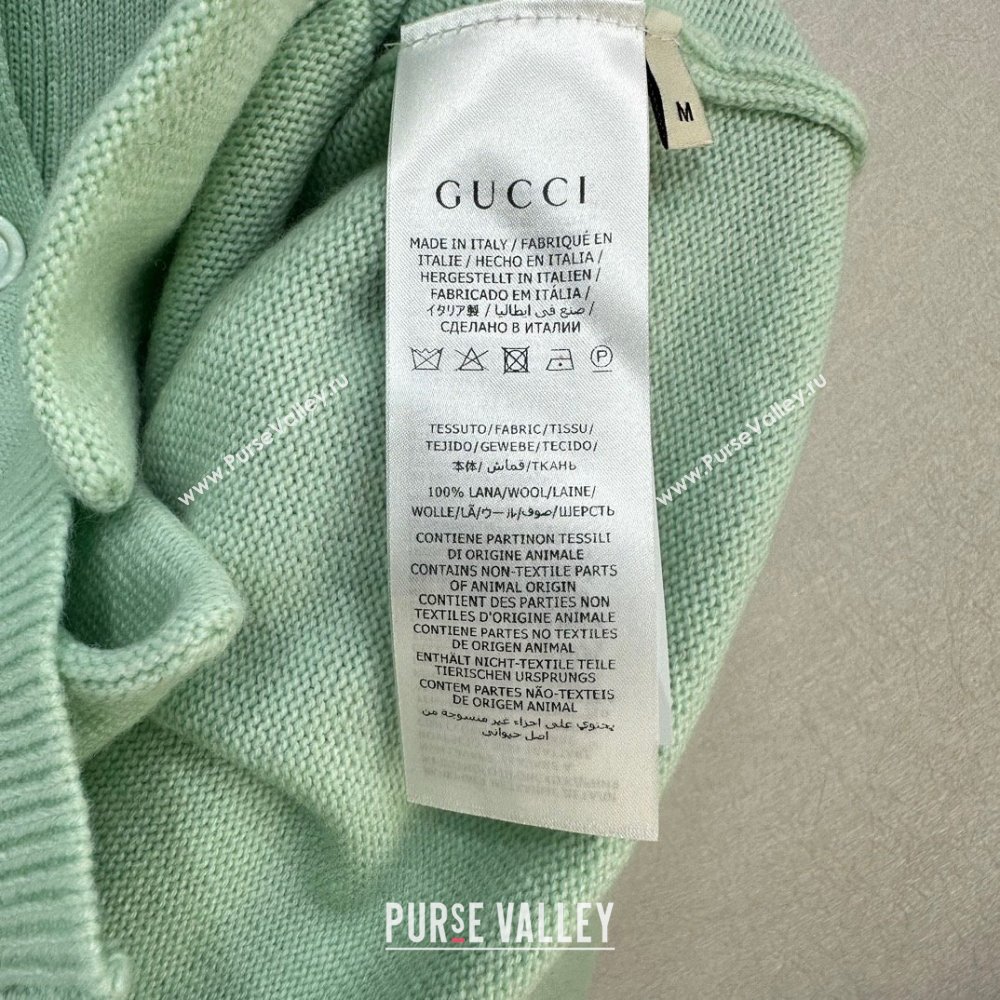 M
GUCCI
MADE IN ITALY / FABRIQUÉ EN
ITALIE / HECHO EN ITALIA /
HERGESTELLT IN ITALIEN /
FABRICADO EM ITÁLIA /
イタリア製 / صنع في ايطاليا /
СДЕЛАНО В ИТАЛИИ
P
TESSUTO/FABRIC/TISSU/
TEJIDO/GEWEBE/TECIDO/
本体/قماش/ТКАНЬ
100% LANA/WOOL/LAINE/
WOLLE/LÃ/ウール/صوف/ШЕРСТЬ
CONTIENE PARTINON TESSILI
DI ORIGINE ANIMALE
CONTAINS NON-TEXTILE PARTS
OF ANIMAL ORIGIN
CONTIENT DES PARTIES NON
TEXTILES D'ORIGINE ANIMALE
CONTIENE PARTES NO TEXTILES
DE ORIGEN ANIMAL
ENTHÄLT NICHT-TEXTILE TEILE
TIERISCHEN URSPRUNGS
CONTEM PARTES NÃO-TEXTEIS
DE ORIGEM ANIMAL
يحتوي على اجزاء غير منسوجة من
اصل حيواني
www.PurseValley.ru
www.PurseValley.ru
PURSE VALLEY